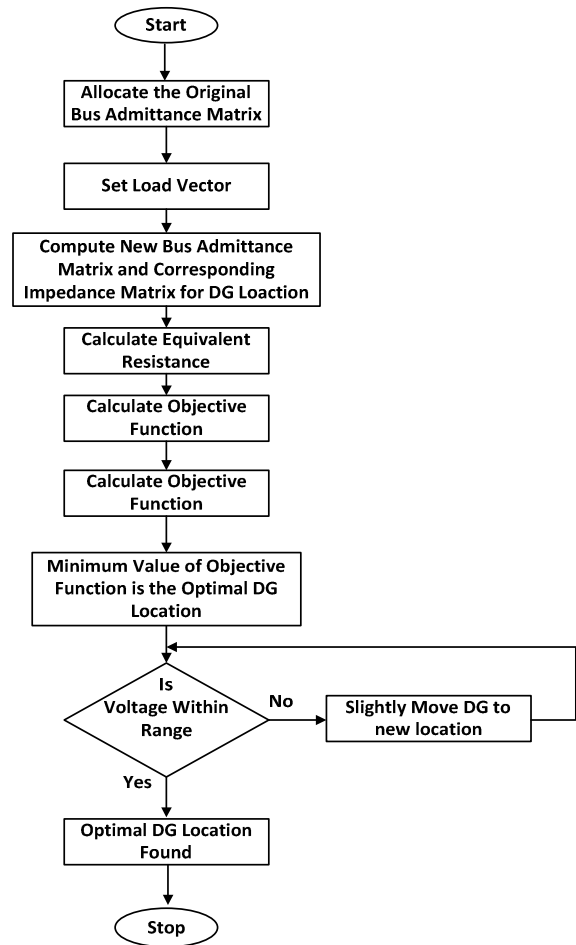 Start
Allocate the Original
Bus Admittance Matrix
Set Load Vector
Compute New Bus Admittance
Matrix and Corresponding
Impedance Matrix for DG Loaction
Calculate Equivalent
Resistance
Calculate Objective
Function
Calculate Objective
Function
Minimum Value of Objective
Function is the Optimal DG
Location
Is
Voltage Within
Range
No
Slightly Move DG to
new location
Yes
Optimal DG Location
Found
Stop